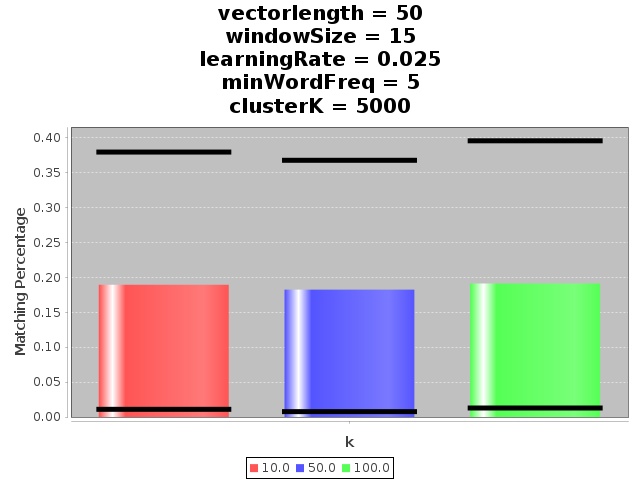 vectorlength = 50
windowSize = 15
learningRate = 0.025
minWordFreq = 5
clusterK = 5000
0.40
0.35
0.30
0.25
0.20
0.15
0.10
0.05
0.00
Matching Percentage
k
10.0 50.0 100.0